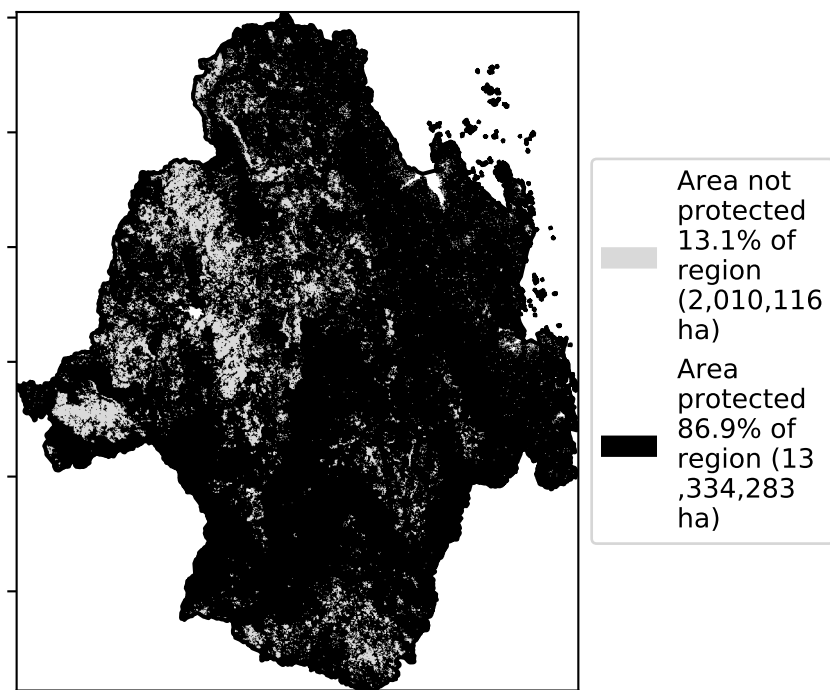 Area not
protected
13.1% of
region
(2,010,116
ha)
Area
protected
86.9% of
region (13
,334,283
ha)